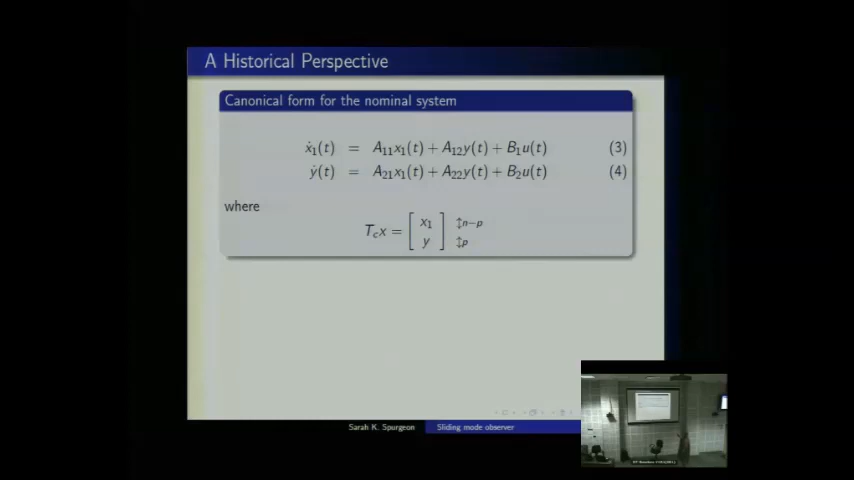 A Historical Perspective
Canonical form for the nominal system
ẋ₁(t) = A₁₁x₁(t) + A₁₂y(t) + B₁u(t) (3)
ẏ(t) = A₂₁x₁(t) + A₂₂y(t) + B₂u(t) (4)
where
T_c x = [ x₁ ] ↕n−p
[ y ] ↕p
Sarah K. Spurgeon Sliding mode observer